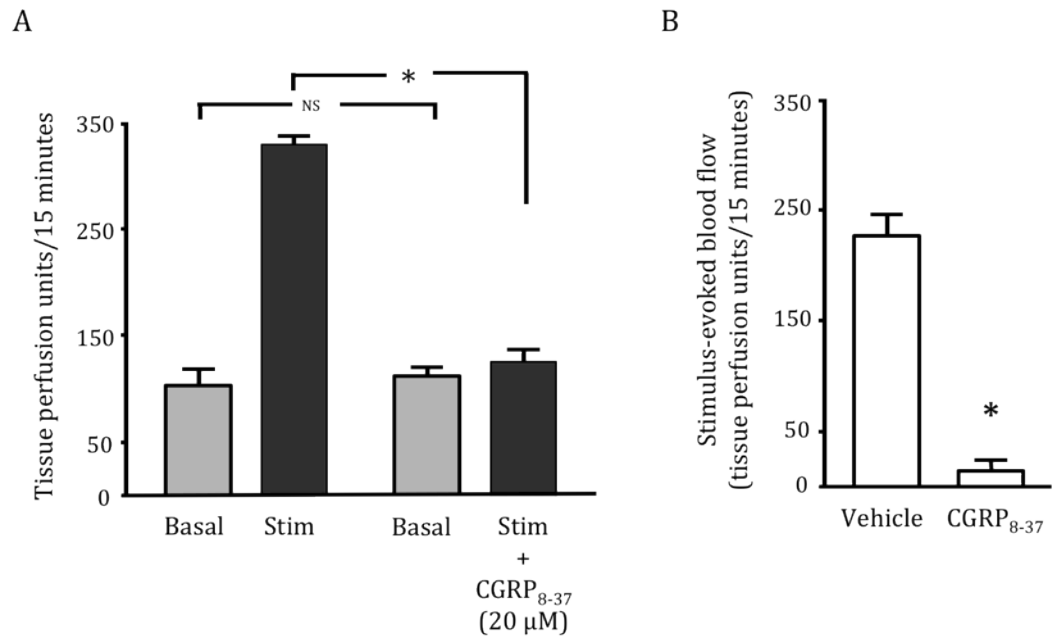 A
B
*
NS
350
250
150
50
0
Tissue perfusion units/15 minutes
Basal
Stim
Basal
Stim
+
CGRP8-37
(20 µM)
Stimulus-evoked blood flow
(tissue perfusion units/15 minutes)
350
250
150
50
0
*
Vehicle
CGRP8-37